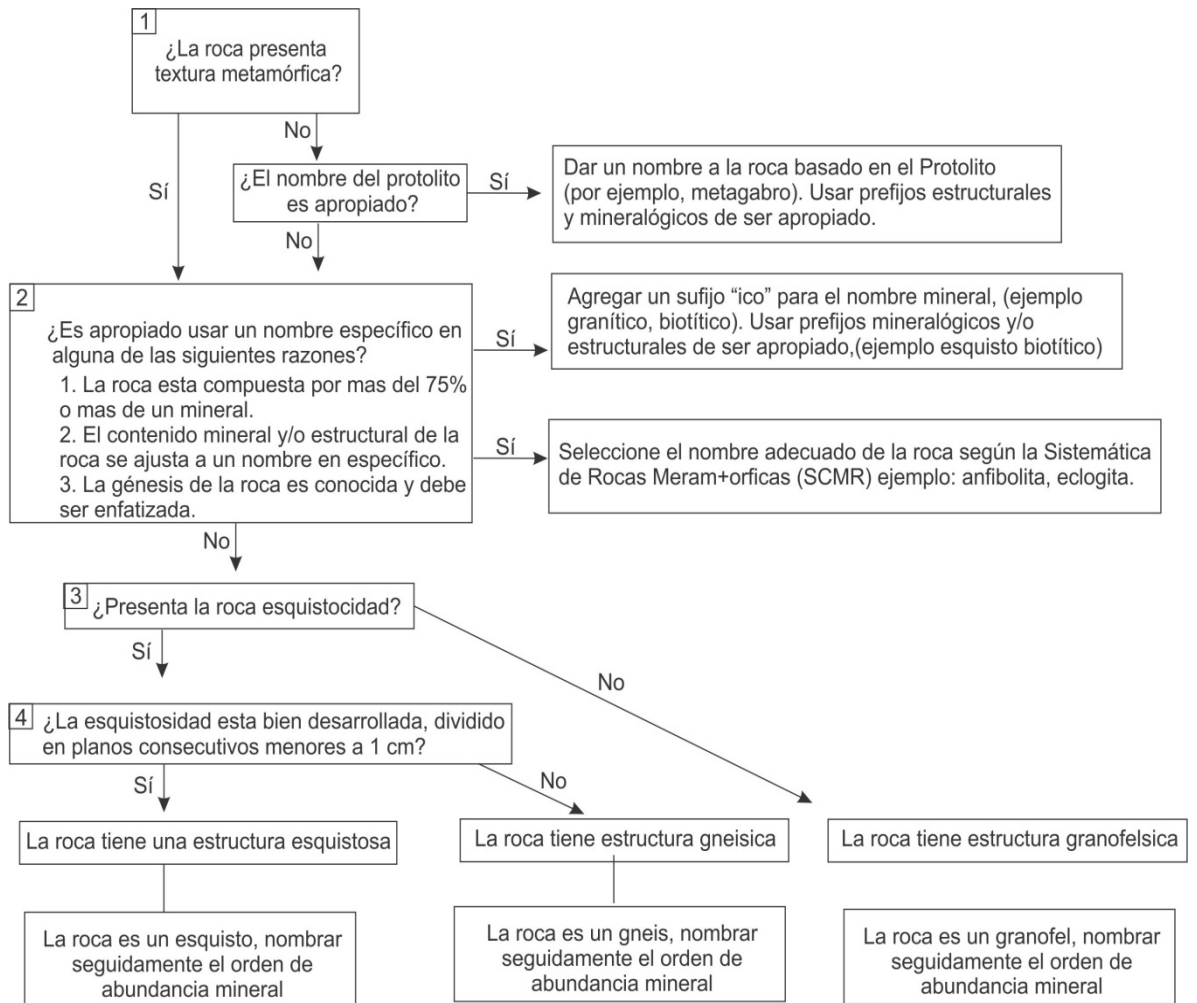 1
¿La roca presenta
textura metamórfica?
No
Sí
¿El nombre del protolito
es apropiado?
Sí
Dar un nombre a la roca basado en el Protolito
(por ejemplo, metagabro). Usar prefijos estructurales
y mineralógicos de ser apropiado.
No
2
¿Es apropiado usar un nombre específico en
alguna de las siguientes razones?
1. La roca esta compuesta por mas del 75%
o mas de un mineral.
2. El contenido mineral y/o estructural de la
roca se ajusta a un nombre en específico.
3. La génesis de la roca es conocida y debe
ser enfatizada.
Sí
Agregar un sufijo “ico” para el nombre mineral, (ejemplo
granítico, biotítico). Usar prefijos mineralógicos y/o
estructurales de ser apropiado,(ejemplo esquisto biotítico)
Sí
Seleccione el nombre adecuado de la roca según la Sistemática
de Rocas Meram+orficas (SCMR) ejemplo: anfibolita, eclogita.
No
3
¿Presenta la roca esquistocidad?
Sí
No
4
¿La esquistosidad esta bien desarrollada, dividido
en planos consecutivos menores a 1 cm?
Sí
No
La roca tiene una estructura esquistosa
La roca tiene estructura gneisica
La roca tiene estructura granofelsica
La roca es un esquisto, nombrar
seguidamente el orden de
abundancia mineral
La roca es un gneis, nombrar
seguidamente el orden de
abundancia mineral
La roca es un granofel, nombrar
seguidamente el orden de
abundancia mineral